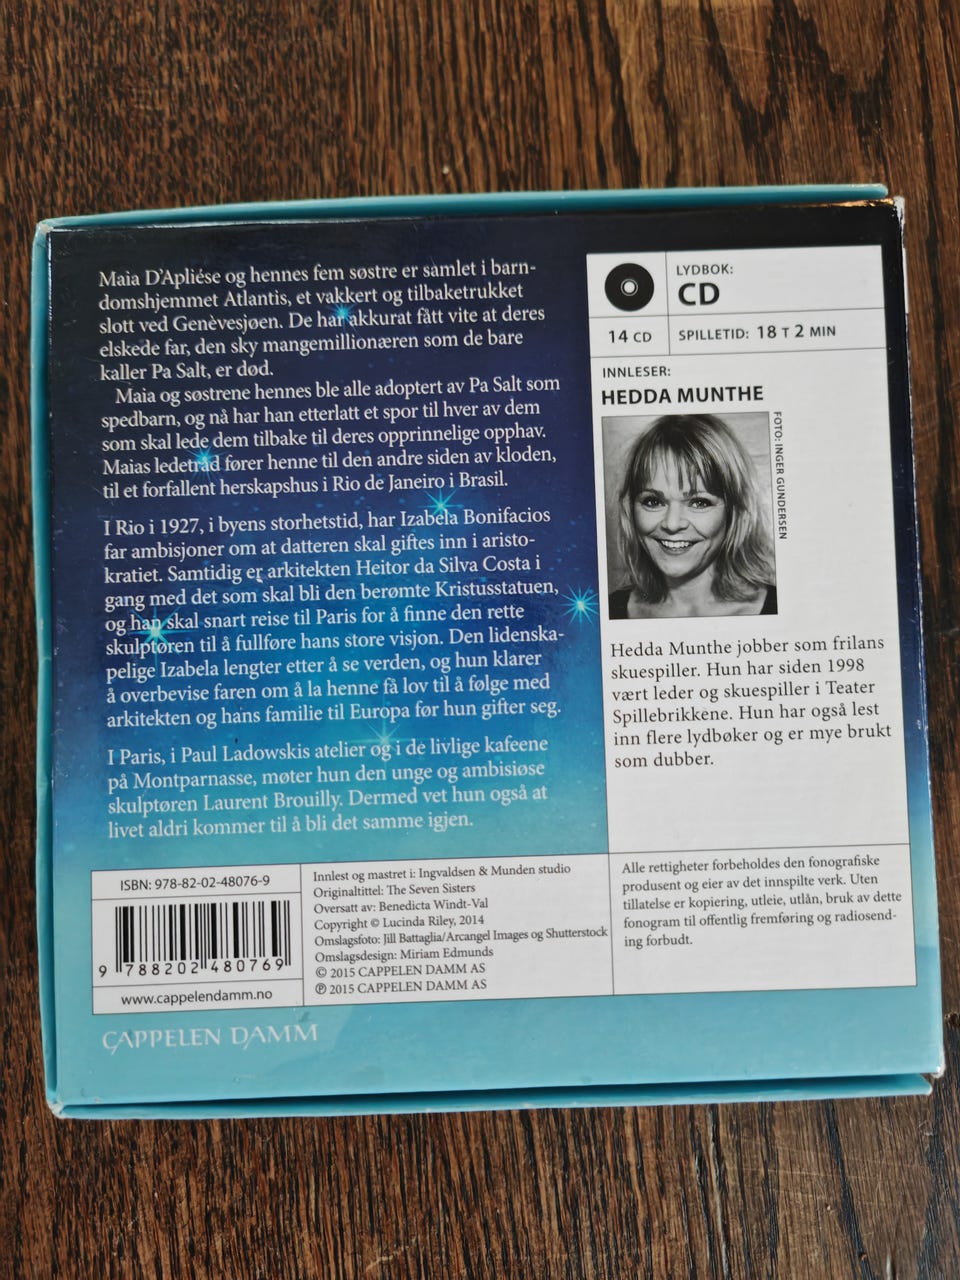 Maia D'Apliése og hennes fem søstre er samlet i barn-
domshjemmet Atlantis, et vakkert og tilbaketrukket
slott ved Genèvesjøen. De har akkurat fått vite at deres
elskede far, den sky mangemillionæren som de bare
kaller Pa Salt, er død.
Maia og søstrene hennes ble alle adoptert av Pa Salt som
spedbarn, og nå har han etterlatt et spor til hver av dem
som skal lede dem tilbake til deres opprinnelige opphav.
Maias ledetråd fører henne til den andre siden av kloden,
til et forfallent herskapshus i Rio de Janeiro i Brasil.
I Rio i 1927, i byens storhetstid, har Izabela Bonifacios
far ambisjoner om at datteren skal giftes inn i aristo-
kratiet. Samtidig er arkitekten Heitor da Silva Costa i
gang med det som skal bli den berømte Kristusstatuen,
og han skal snart reise til Paris for å finne den rette
skulptøren til å fullføre hans store visjon. Den lidenska-
pelige Izabela lengter etter å se verden, og hun klarer
å overbevise faren om å la henne få lov til å følge med
arkitekten og hans familie til Europa før hun gifter seg.
I Paris, i Paul Ladowskis atelier og i de livlige kafeene
på Montparnasse, møter hun den unge og ambisiøse
skulptøren Laurent Brouilly. Dermed vet hun også at
livet aldri kommer til å bli det samme igjen.
LYDBOK:
CD
14 CD
SPILLETID: 18 T 2 MIN
INNLESER:
HEDDA MUNTHE
FOTO: INGER GUNDERSEN
Hedda Munthe jobber som frilans
skuespiller. Hun har siden 1998
vært leder og skuespiller i Teater
Spillebrikkene. Hun har også lest
inn flere lydbøker og er mye brukt
som dubber.
ISBN: 978-82-02-48076-9
9 788202 480769
www.cappelendamm.no
Innlest og mastret i: Ingvaldsen & Munden studio
Originaltittel: The Seven Sisters
Oversatt av: Benedicta Windt-Val
Copyright © Lucinda Riley, 2014
Omslagsfoto: Jill Battaglia/Arcangel Images og Shutterstock
Omslagsdesign: Miriam Edmunds
© 2015 CAPPELEN DAMM AS
℗ 2015 CAPPELEN DAMM AS
Alle rettigheter forbeholdes den fonografiske
produsent og eier av det innspilte verk. Uten
tillatelse er kopiering, utleie, utlån, bruk av dette
fonogram til offentlig fremføring og radiosend-
ing forbudt.
CAPPELEN DAMM